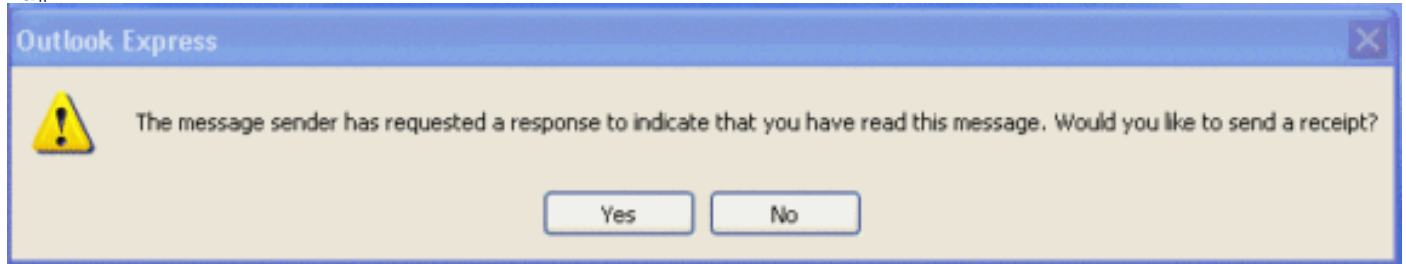 Outlook Express
The message sender has requested a response to indicate that you have read this message. Would you like to send a receipt?
Yes No